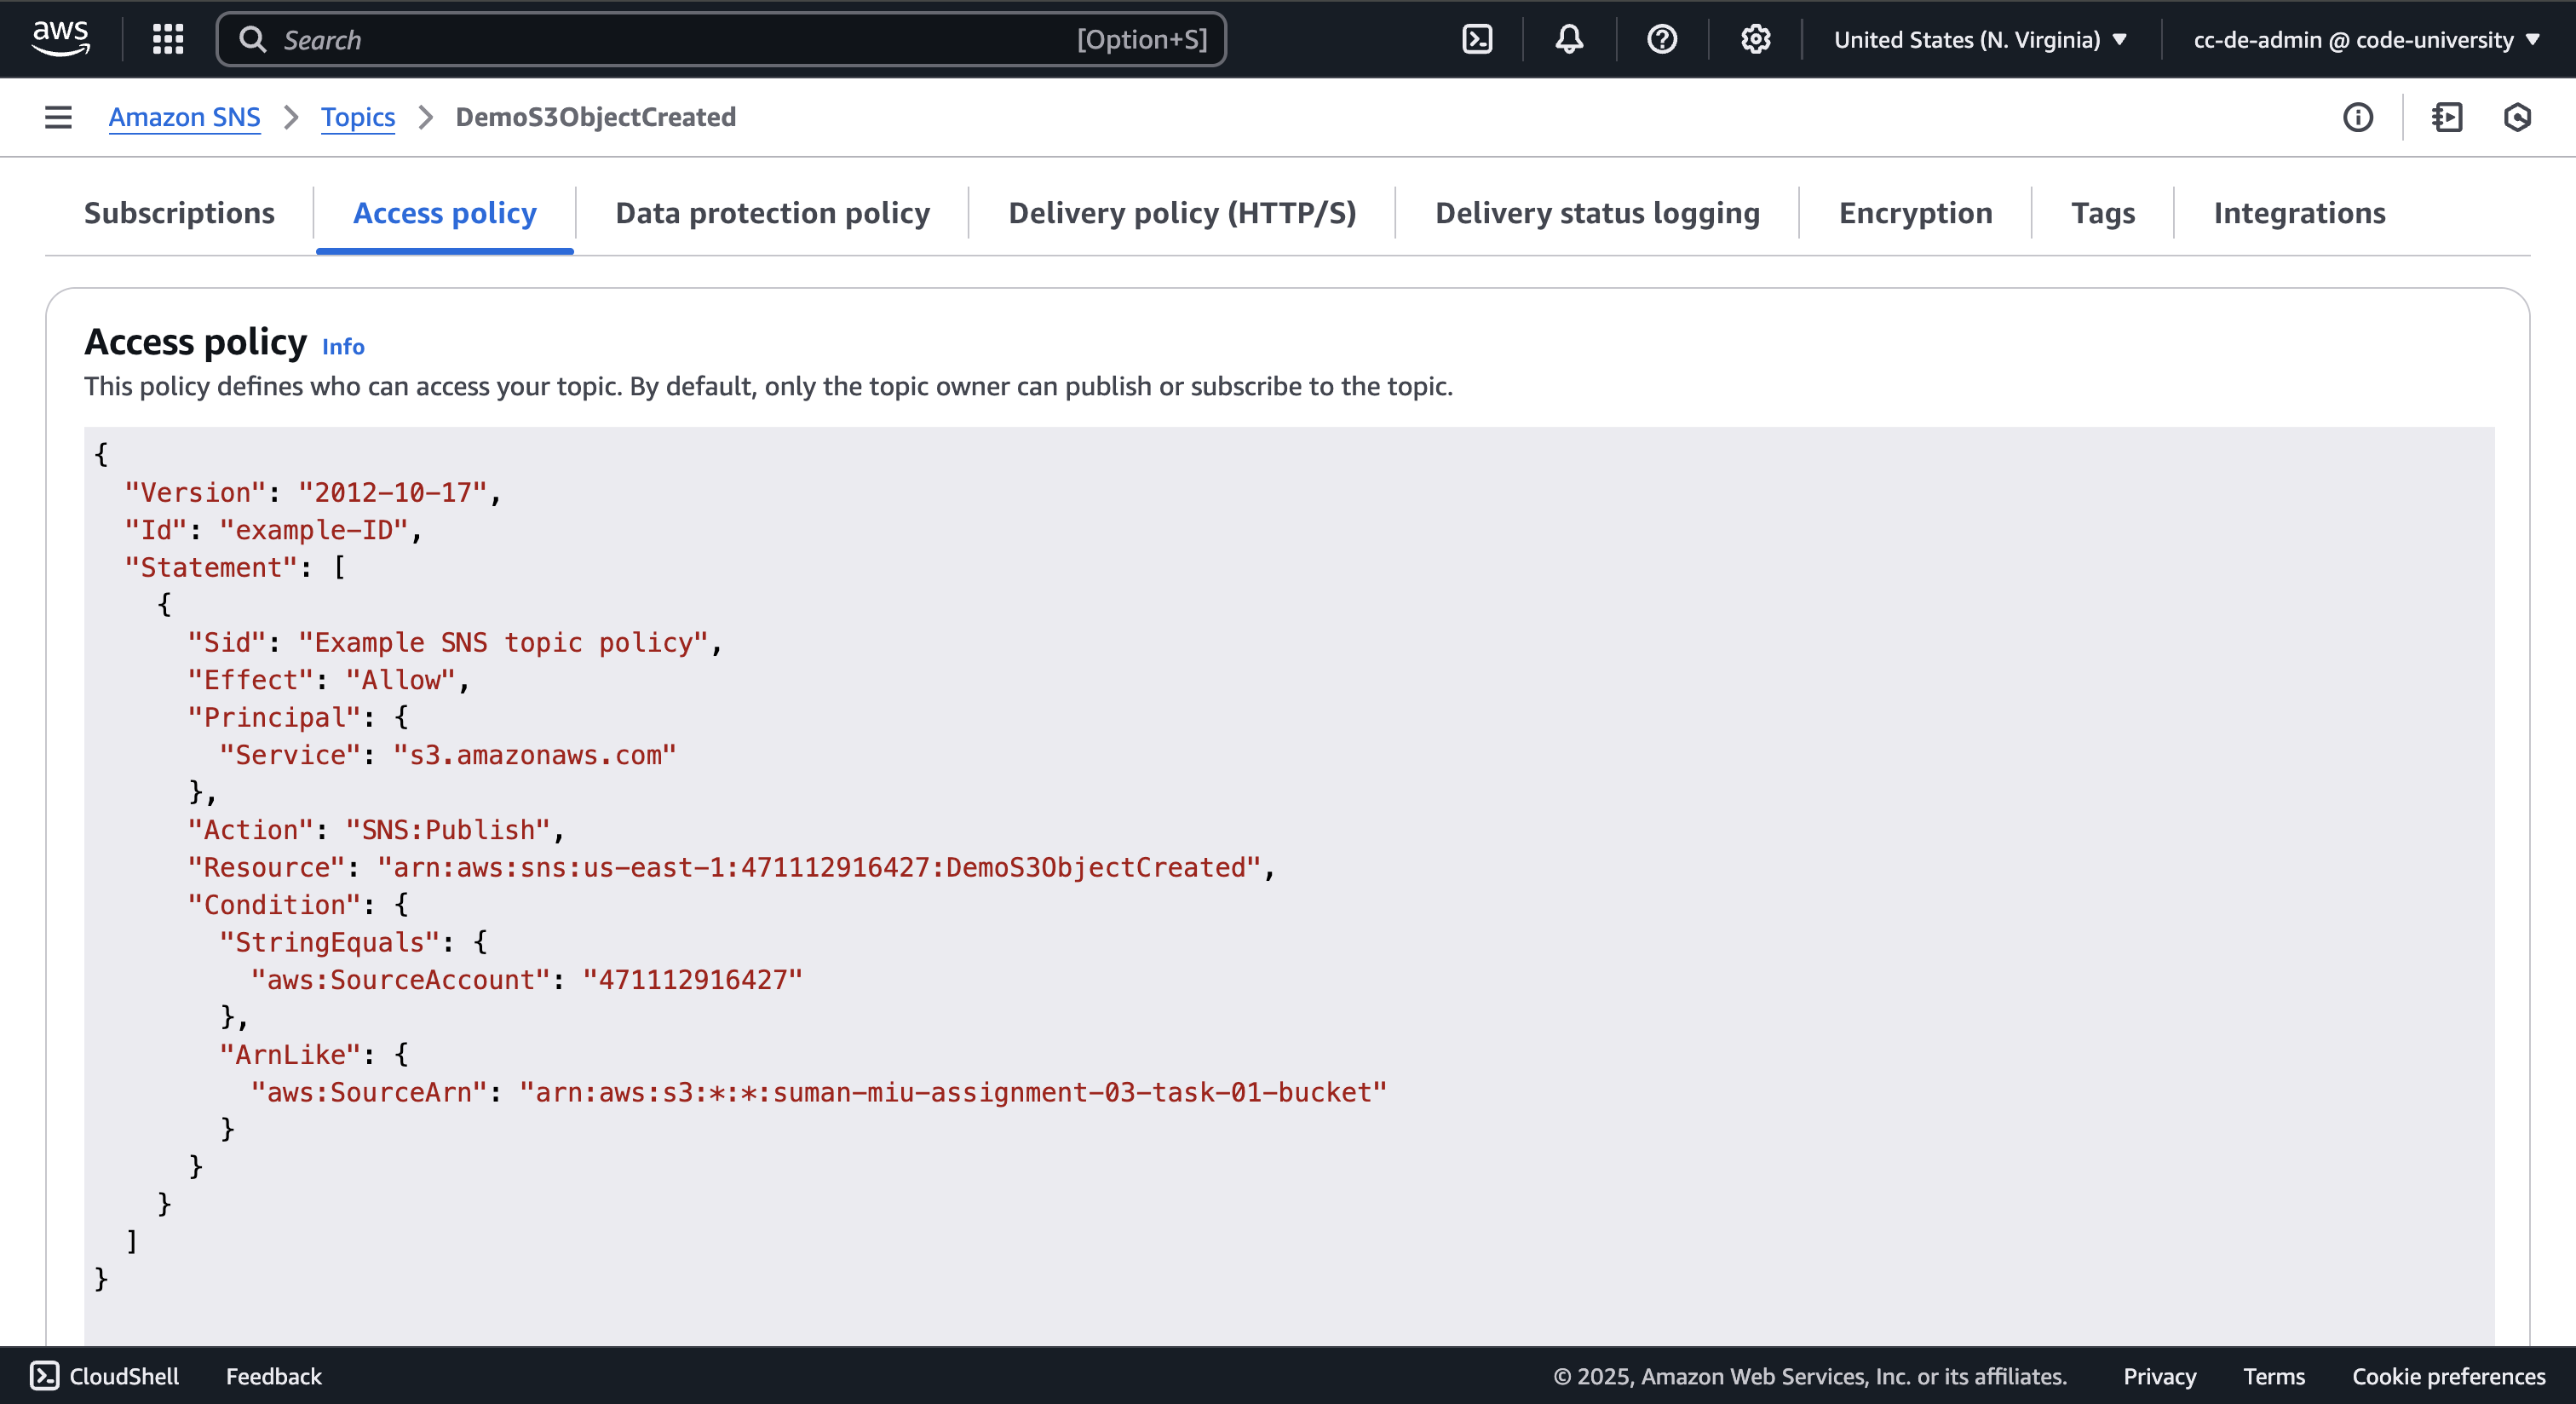 aws
Search [Option+S]
United States (N. Virginia)
cc-de-admin @ code-university
Amazon SNS
Topics
DemoS3ObjectCreated
Subscriptions
Access policy
Data protection policy
Delivery policy (HTTP/S)
Delivery status logging
Encryption
Tags
Integrations
Access policy Info
This policy defines who can access your topic. By default, only the topic owner can publish or subscribe to the topic.
{
  "Version": "2012-10-17",
  "Id": "example-ID",
  "Statement": [
    {
      "Sid": "Example SNS topic policy",
      "Effect": "Allow",
      "Principal": {
        "Service": "s3.amazonaws.com"
      },
      "Action": "SNS:Publish",
      "Resource": "arn:aws:sns:us-east-1:471112916427:DemoS3ObjectCreated",
      "Condition": {
        "StringEquals": {
          "aws:SourceAccount": "471112916427"
        },
        "ArnLike": {
          "aws:SourceArn": "arn:aws:s3:*:*:suman-miu-assignment-03-task-01-bucket"
        }
      }
    }
  ]
}
CloudShell
Feedback
© 2025, Amazon Web Services, Inc. or its affiliates.
Privacy
Terms
Cookie preferences